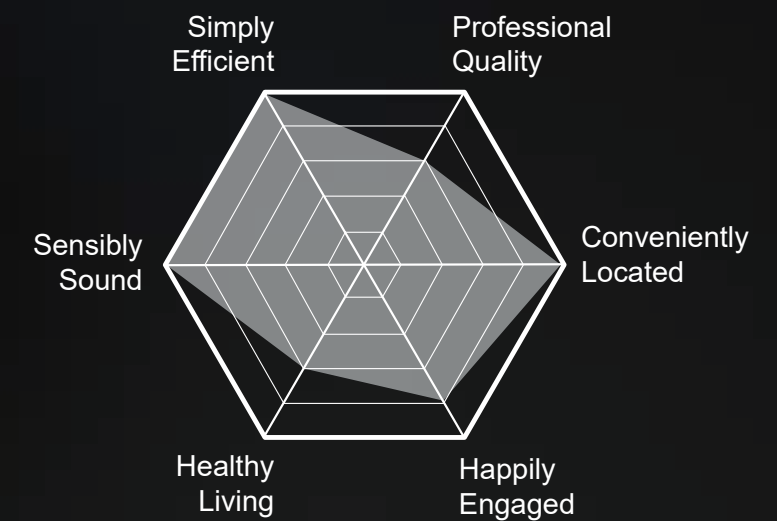 Simply
Efficient
Professional
Quality
Sensibly
Sound
Conveniently
Located
Healthy
Living
Happily
Engaged